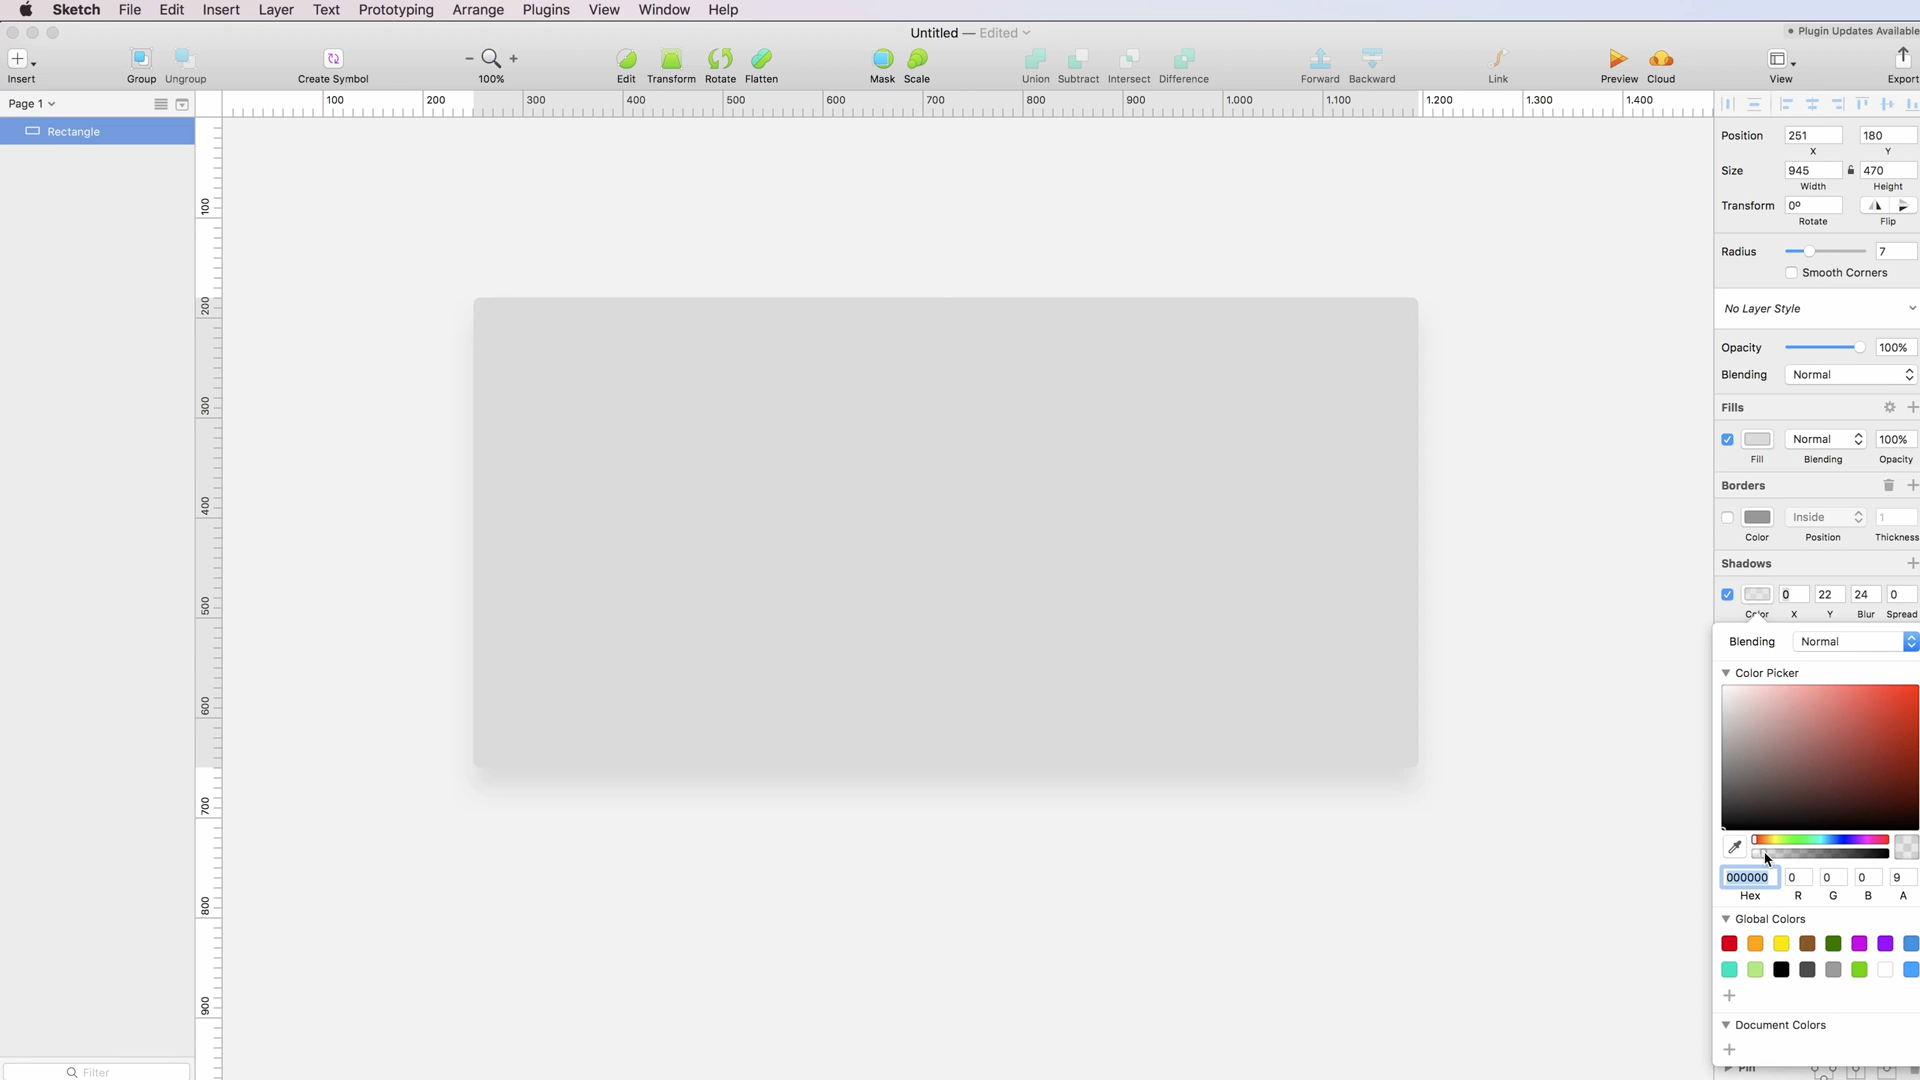 Sketch File Edit Insert Layer Text Prototyping Arrange Plugins View Window Help
Untitled — Edited
Plugin Updates Available
Insert Group Ungroup Create Symbol 100% Edit Transform Rotate Flatten Mask Scale Union Subtract Intersect Difference Forward Backward Link Preview Cloud View Export
Page 1
100 200 300 400 500 600 700 800 900 1.000 1.100 1.200 1.300 1.400
Rectangle
100
200
300
400
500
600
700
800
900
Filter
Position 251 180
X Y
Size 945 470
Width Height
Transform 0º
Rotate Flip
Radius 7
Smooth Corners
No Layer Style
Opacity 100%
Blending Normal
Fills
Normal 100%
Fill Blending Opacity
Borders
Inside 1
Color Position Thickness
Shadows
0 22 24 0
Color X Y Blur Spread
Blending Normal
Color Picker
000000 0 0 0 9
Hex R G B A
Global Colors
Document Colors
Pin